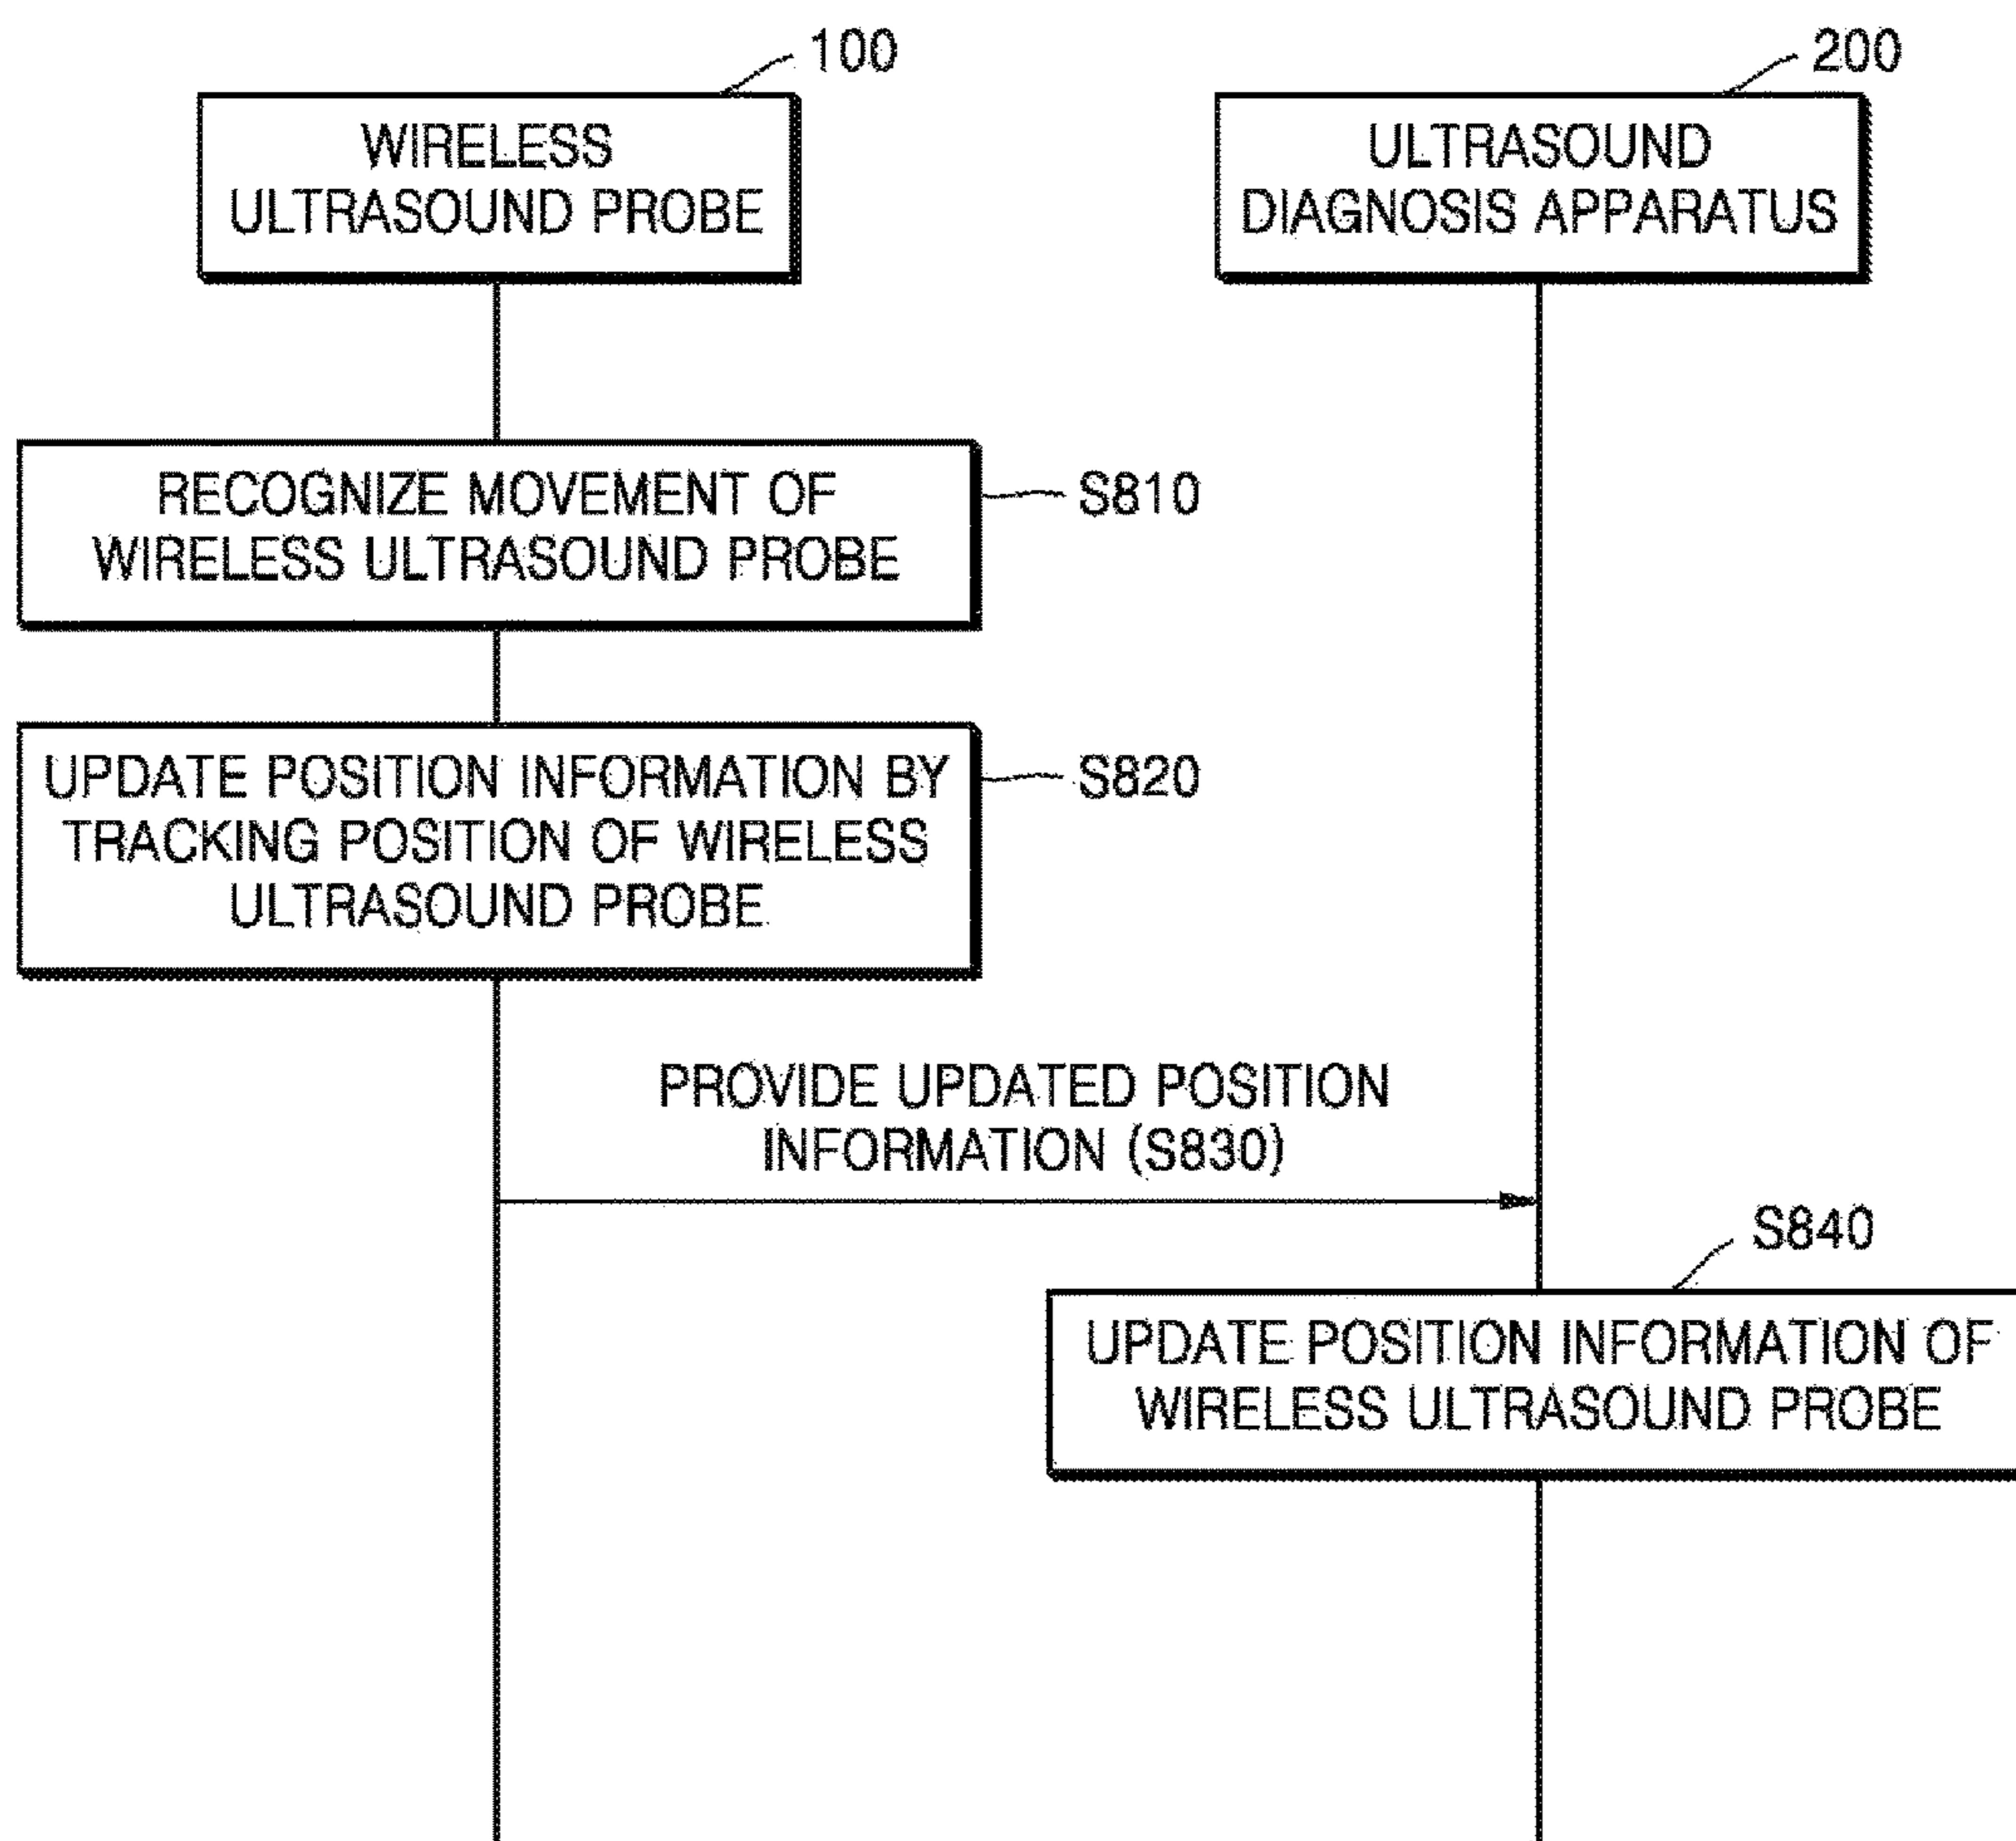 100
WIRELESS
ULTRASOUND PROBE
200
ULTRASOUND
DIAGNOSIS APPARATUS
RECOGNIZE MOVEMENT OF
WIRELESS ULTRASOUND PROBE
S810
UPDATE POSITION INFORMATION BY
TRACKING POSITION OF WIRELESS
ULTRASOUND PROBE
S820
PROVIDE UPDATED POSITION
INFORMATION (S830)
S840
UPDATE POSITION INFORMATION OF
WIRELESS ULTRASOUND PROBE